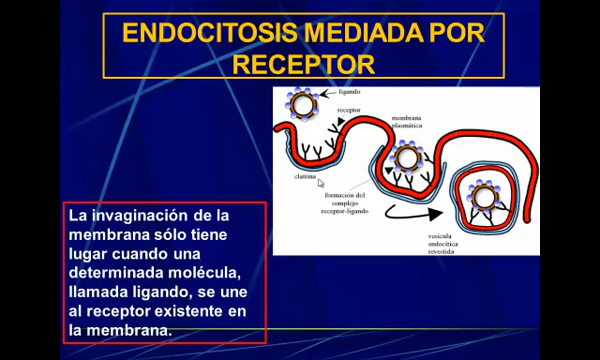 ENDOCITOSIS MEDIADA POR
RECEPTOR
ligando
receptor
membrana
plasmática
clatrina
formación del
complejo
receptor-ligando
vesícula
endocítica
revestida
La invaginación de la
membrana sólo tiene
lugar cuando una
determinada molécula,
llamada ligando, se une
al receptor existente en
la membrana.